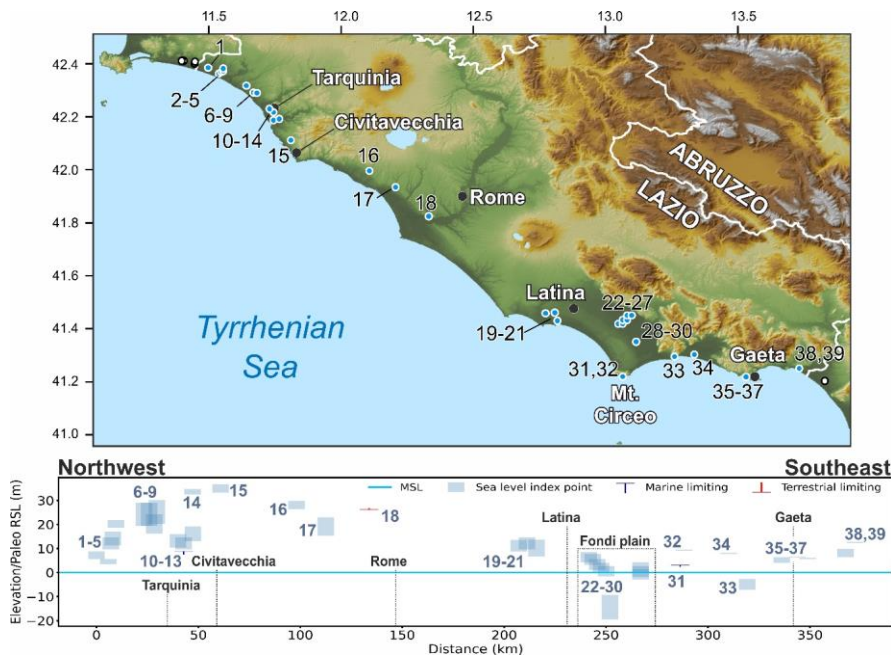 11.5 12.0 12.5 13.0 13.5
42.4
42.2
42.0
41.8
41.6
41.4
41.2
41.0
1
2-5
Tarquinia
6-9
Civitavecchia
10-14
15
16
17
18
Rome
ABRUZZO
LAZIO
Latina
22-27
19-21
28-30
Tyrrhenian
Sea
Gaeta
38,39
31,32
33
34
35-37
Mt.
Circeo
Northwest Southeast
Elevation/Paleo RSL (m)
30
20
10
0
−10
−20
MSL Sea level index point Marine limiting Terrestrial limiting
6-9
14
15
16
17
18
1-5
10-13
Civitavecchia
Tarquinia
Rome
Latina
19-21
Fondi plain
22-30
32
31
34
33
Gaeta
35-37
38,39
0 50 100 150 200 250 300 350
Distance (km)